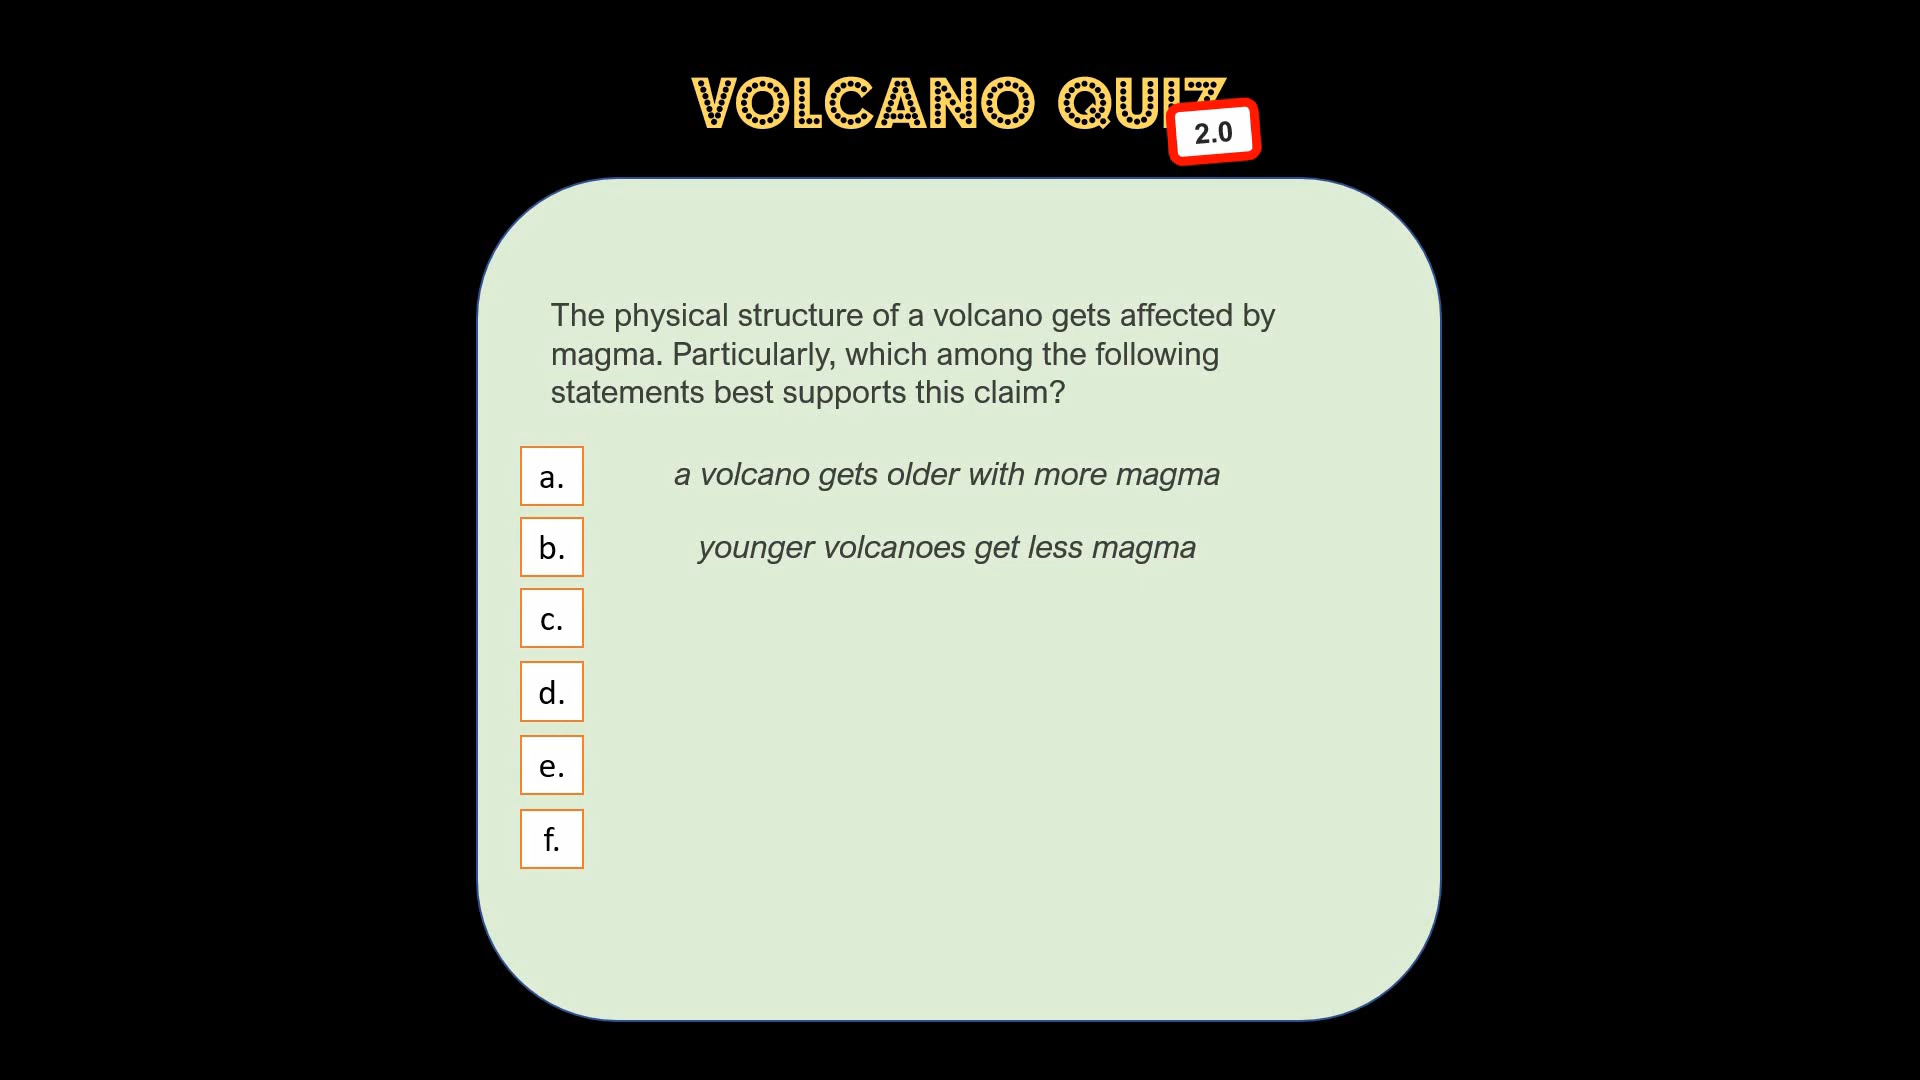 VOLCANO QUIZ
2.0
The physical structure of a volcano gets affected by
magma. Particularly, which among the following
statements best supports this claim?
a. a volcano gets older with more magma
b. younger volcanoes get less magma
c.
d.
e.
f.